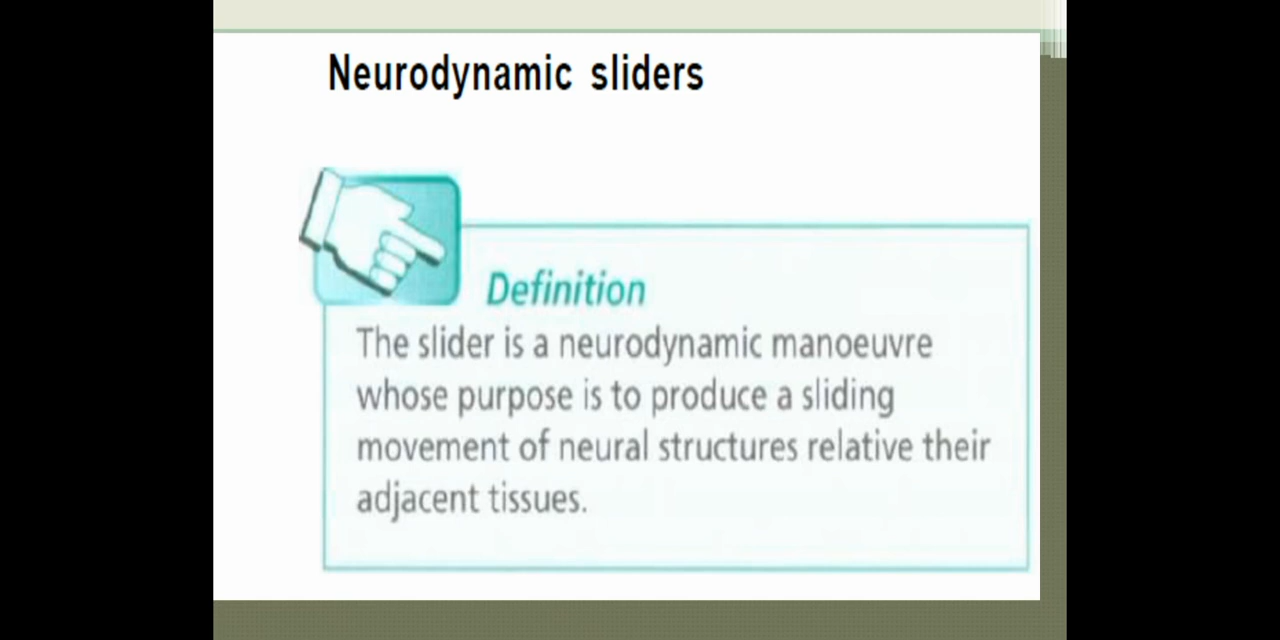 Neurodynamic sliders
Definition
The slider is a neurodynamic manoeuvre
whose purpose is to produce a sliding
movement of neural structures relative their
adjacent tissues.